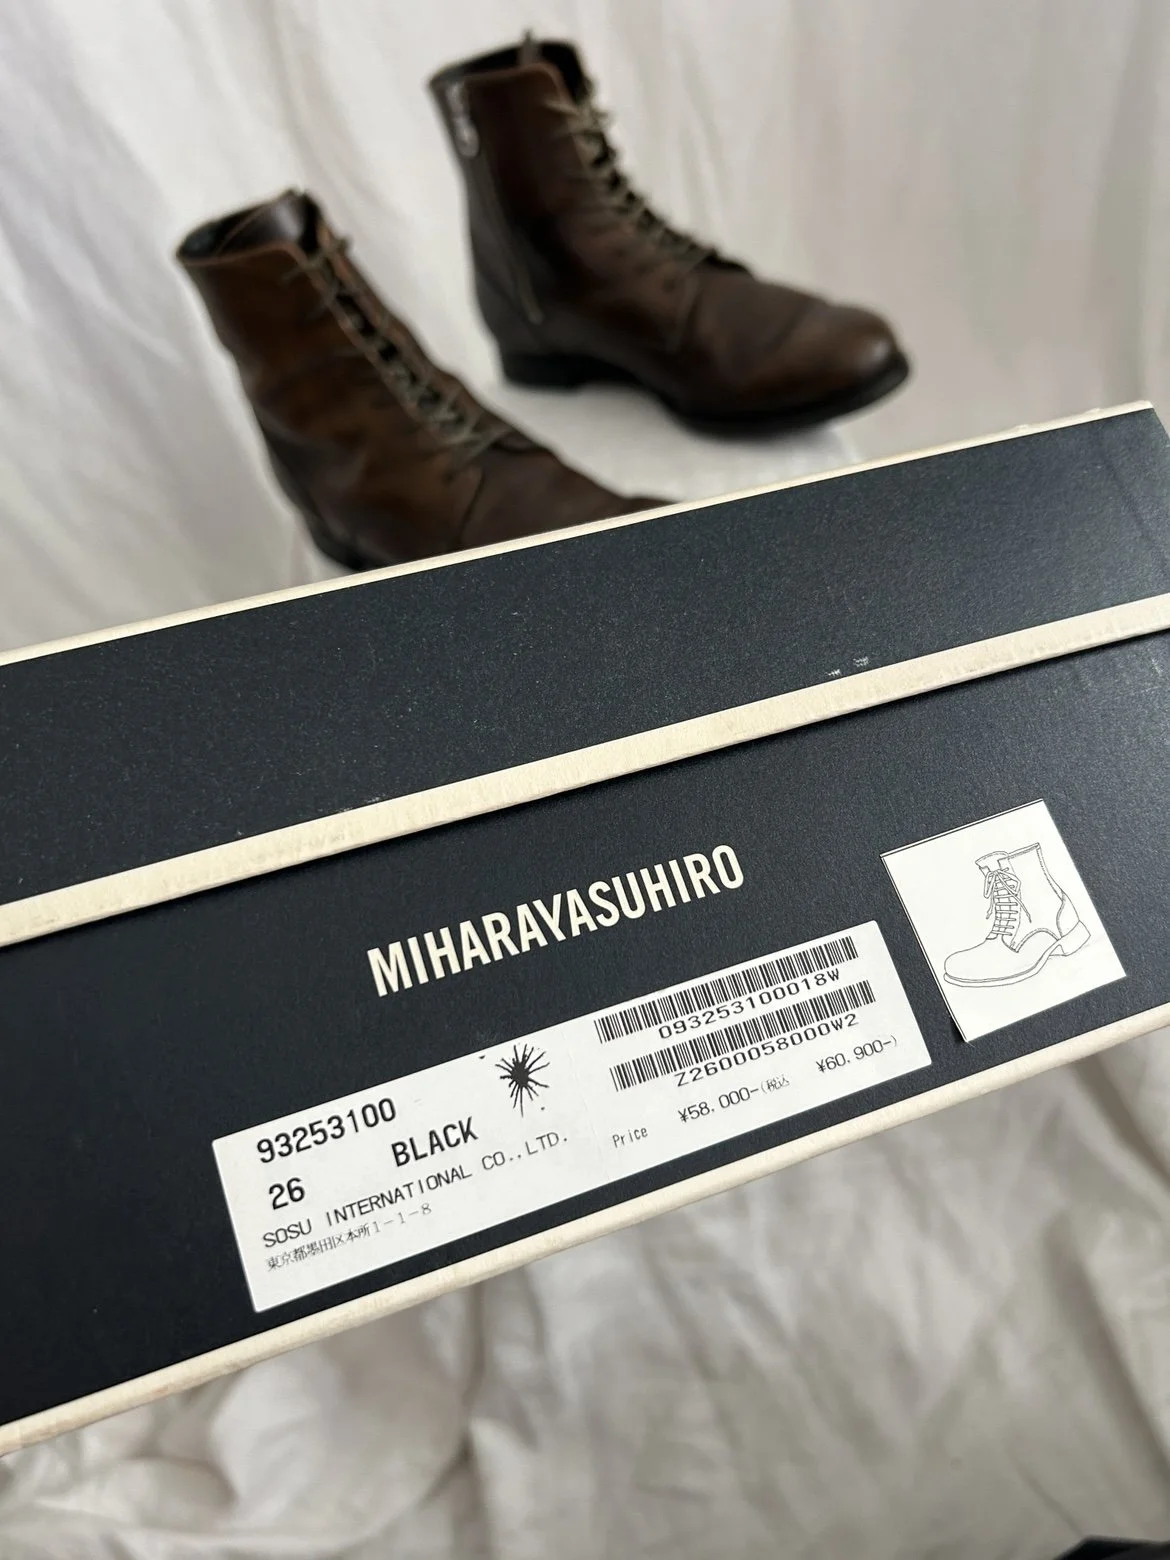 MIHARAYASUHIRO
93253100
26 BLACK
SOSU INTERNATIONAL CO.,LTD.
東京都墨田区本所1-1-8
093253100018W
Z2600058000W2
Price ¥58.000-(税込 ¥60.900-)